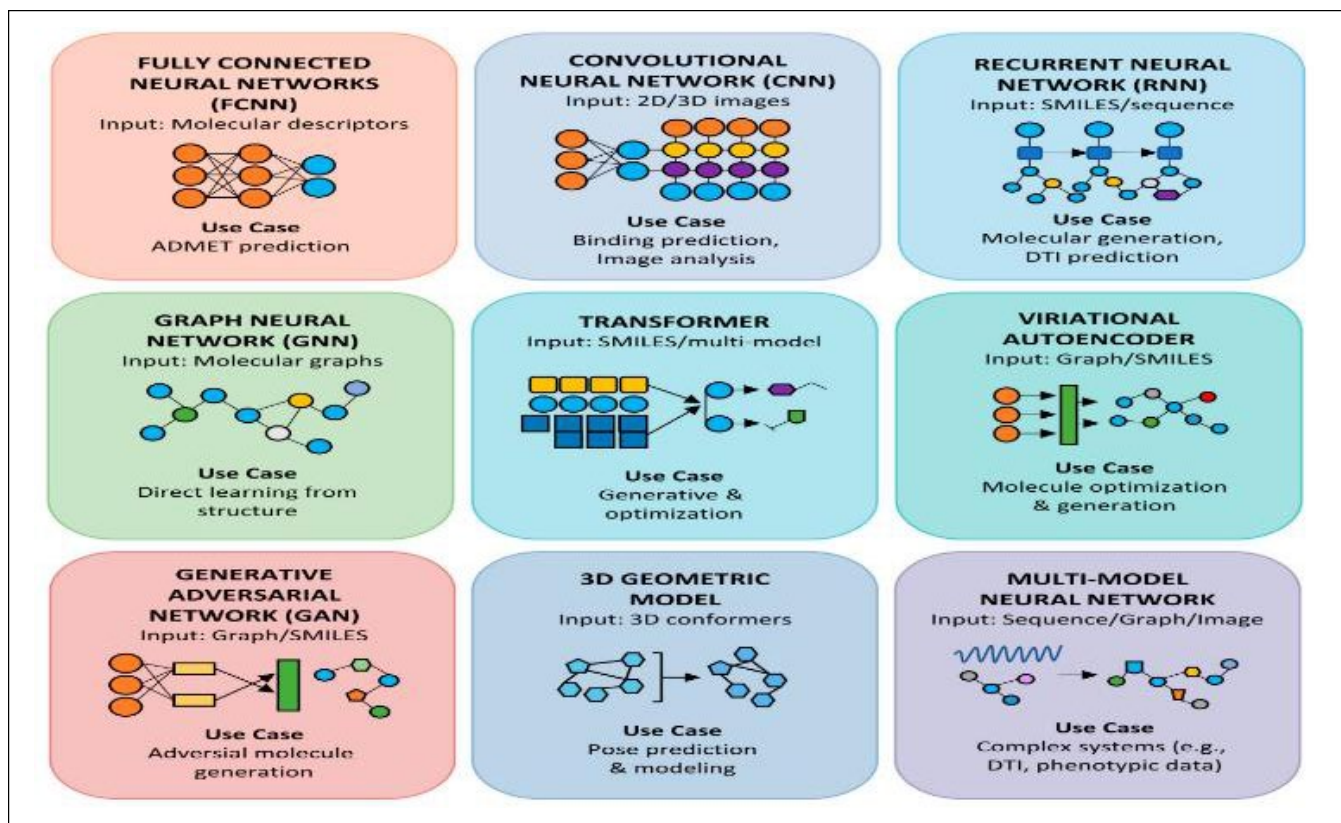 FULLY CONNECTED
NEURAL NETWORKS
(FCNN)
Input: Molecular descriptors
Use Case
ADMET prediction
CONVOLUTIONAL
NEURAL NETWORK (CNN)
Input: 2D/3D images
Use Case
Binding prediction,
Image analysis
RECURRENT NEURAL
NETWORK (RNN)
Input: SMILES/sequence
Use Case
Molecular generation,
DTI prediction
GRAPH NEURAL
NETWORK (GNN)
Input: Molecular graphs
Use Case
Direct learning from
structure
TRANSFORMER
Input: SMILES/multi-model
Use Case
Generative &
optimization
VIRIATIONAL
AUTOENCODER
Input: Graph/SMILES
Use Case
Molecule optimization
& generation
GENERATIVE
ADVERSARIAL
NETWORK (GAN)
Input: Graph/SMILES
Use Case
Adversial molecule
generation
3D GEOMETRIC
MODEL
Input: 3D conformers
Use Case
Pose prediction
& modeling
MULTI-MODEL
NEURAL NETWORK
Input: Sequence/Graph/Image
Use Case
Complex systems (e.g.,
DTI, phenotypic data)